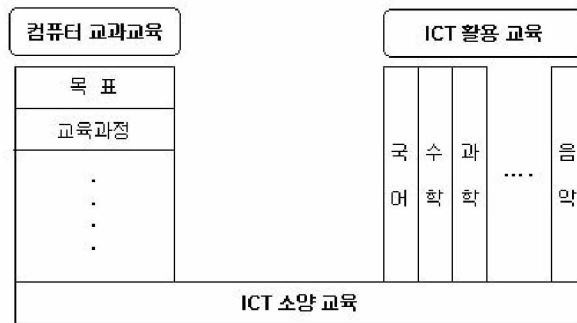 컴퓨터 교과교육
ICT 활용 교육
목 표
교육과정
국어
수학
과학
....
음악
ICT 소양 교육